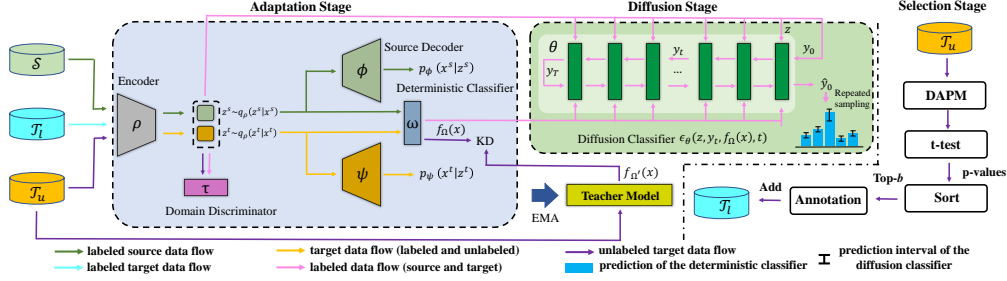 Adaptation Stage
Diffusion Stage
Selection Stage
𝒮
𝒯_l
𝒯_u
Encoder
ρ
z^s~q_ρ(z^s|x^s)
z^t~q_ρ(z^t|x^t)
τ
Domain Discriminator
Source Decoder
ϕ
p_ϕ(x^s|z^s)
Deterministic Classifier
ω
f_Ω(x)
KD
ψ
p_ψ(x^t|z^t)
EMA
Teacher Model
f_Ω′(x)
θ
y_T
y_t
...
...
z
y_0
ŷ_0
Repeated
sampling
Diffusion Classifier ϵ_θ(z, y_t, f_Ω(x), t)
𝒯_u
DAPM
t-test
p-values
Sort
Top-b
Annotation
Add
𝒯_l
labeled source data flow
target data flow (labeled and unlabeled)
unlabeled target data flow
prediction interval of the
diffusion classifier
labeled target data flow
labeled data flow (source and target)
prediction of the deterministic classifier